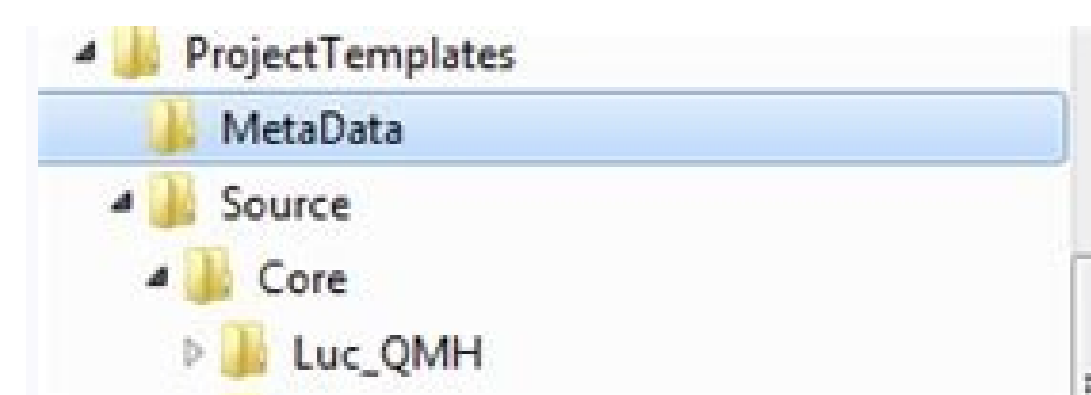 ProjectTemplates
MetaData
Source
Core
Luc_QMH